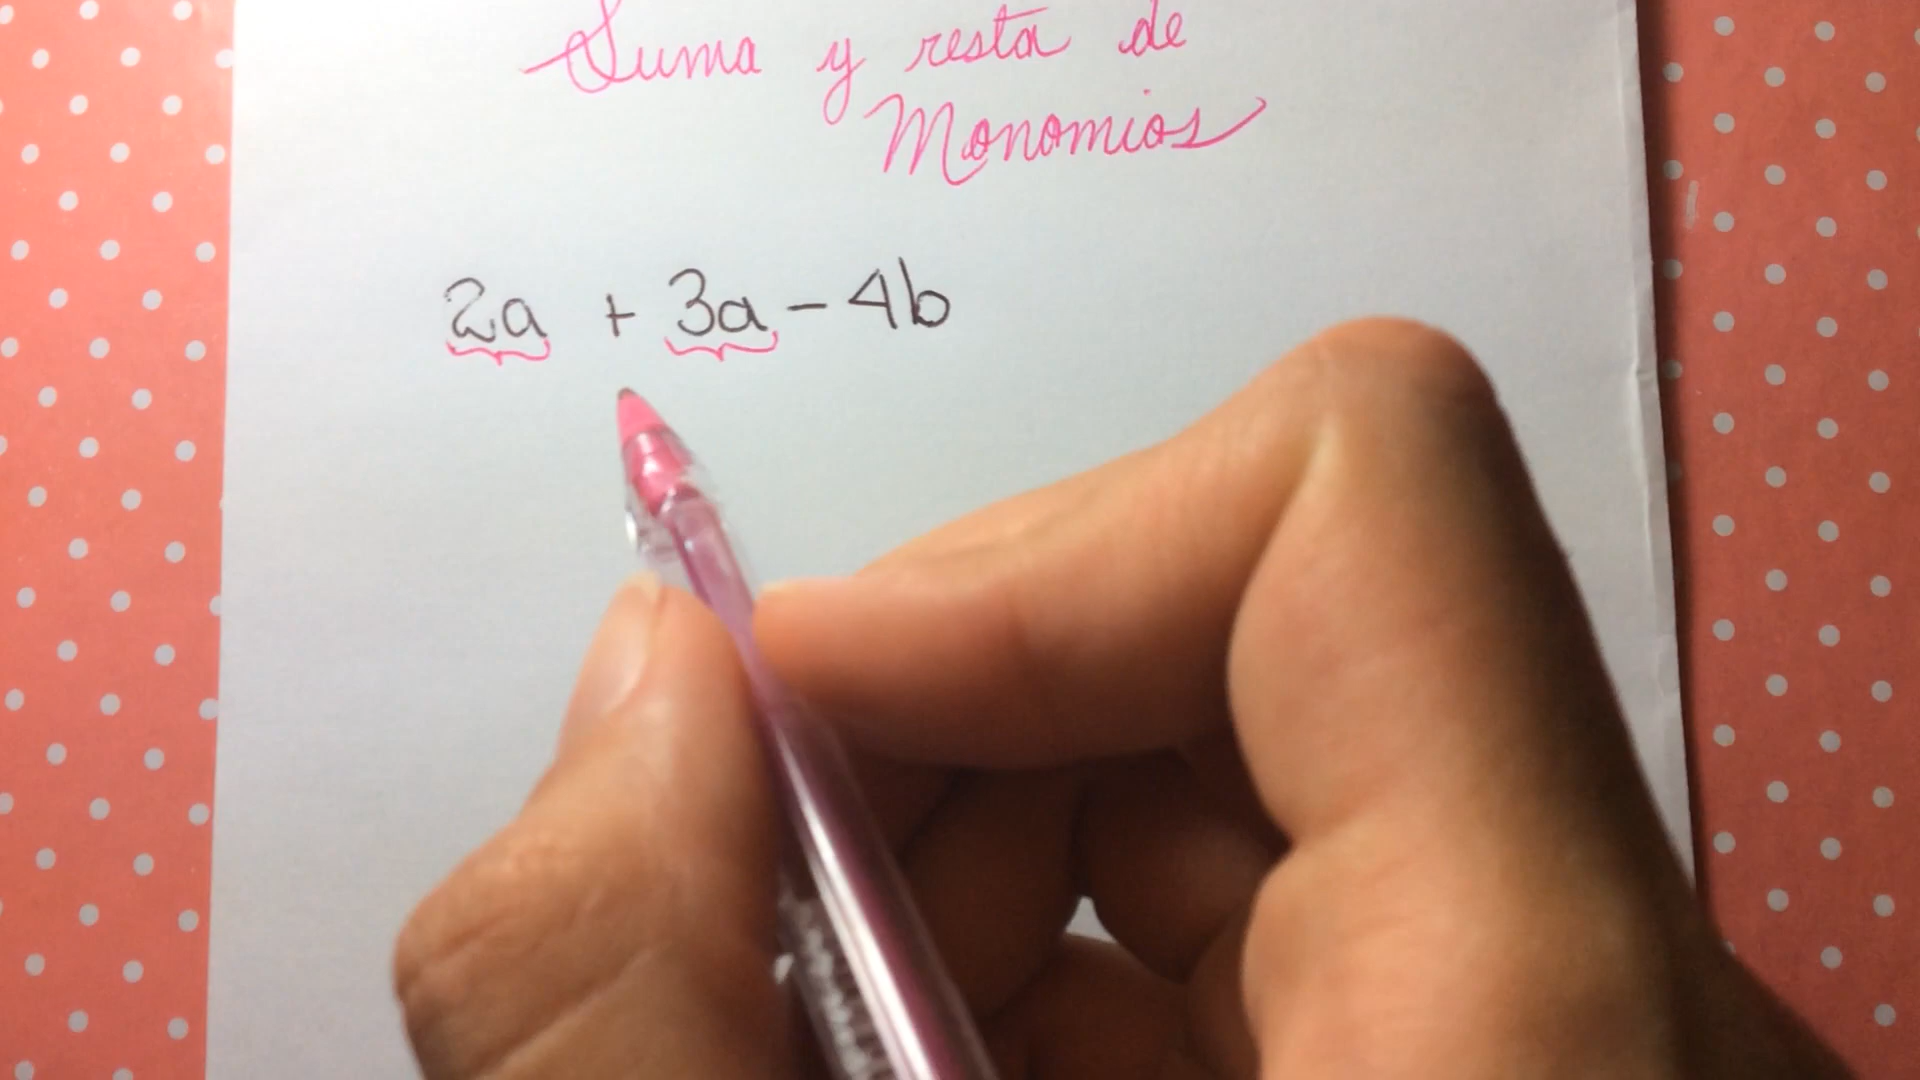 Suma y resta de
Monomios
2a + 3a - 4b